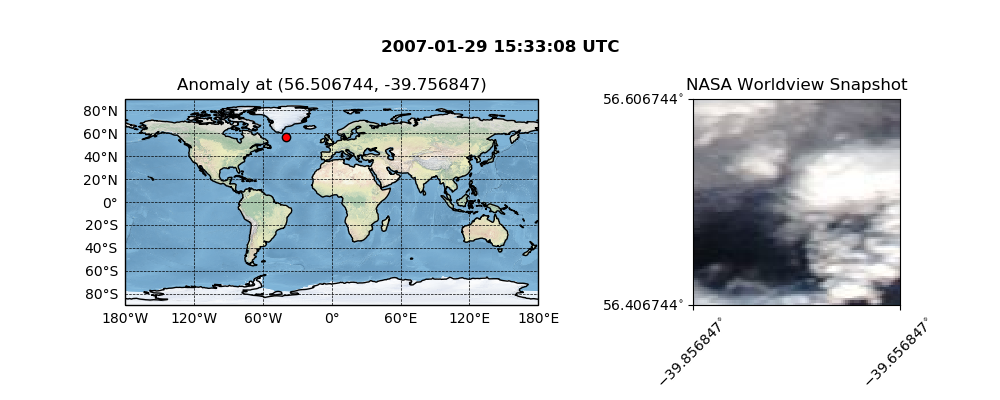 2007-01-29 15:33:08 UTC
Anomaly at (56.506744, -39.756847)
NASA Worldview Snapshot
80°N
60°N
40°N
20°N
0°
20°S
40°S
60°S
80°S
180°W 120°W 60°W 0° 60°E 120°E 180°E
56.606744°
56.406744°
−39.856847°
−39.656847°